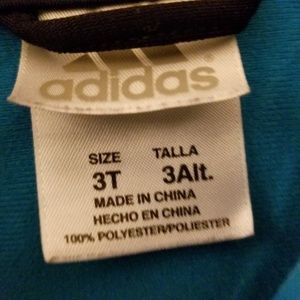 adidas
SIZE TALLA
3T 3Alt.
MADE IN CHINA
HECHO EN CHINA
100% POLYESTER/POLIESTER